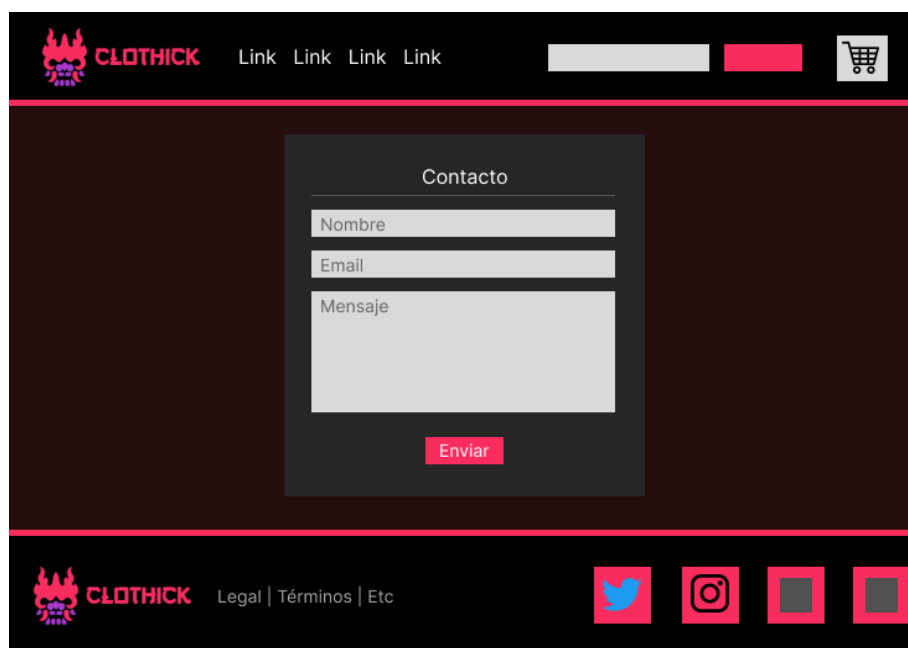 CLOTHICK Link Link Link Link
Contacto
Nombre
Email
Mensaje
Enviar
CLOTHICK Legal | Términos | Etc